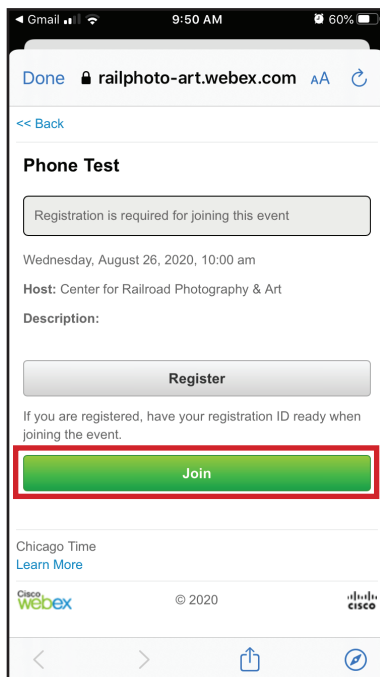 Gmail 9:50 AM 60%
Done railphoto-art.webex.com AA
<< Back
Phone Test
Registration is required for joining this event
Wednesday, August 26, 2020, 10:00 am
Host: Center for Railroad Photography & Art
Description:
Register
If you are registered, have your registration ID ready when
joining the event.
Join
Chicago Time
Learn More
Cisco
webex © 2020 cisco